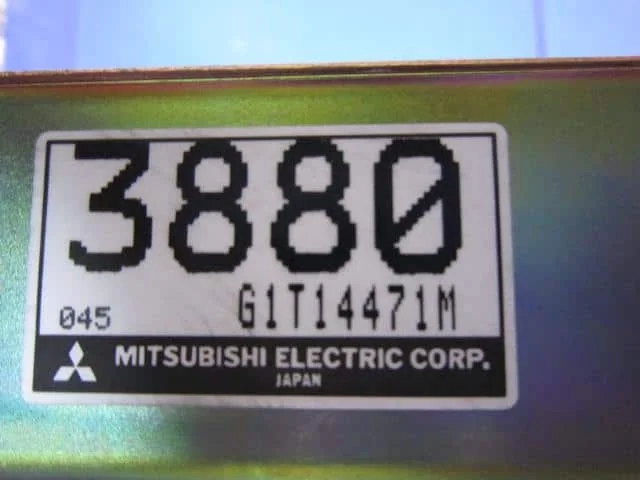 3880
045 G1T14471M
MITSUBISHI ELECTRIC CORP.
JAPAN